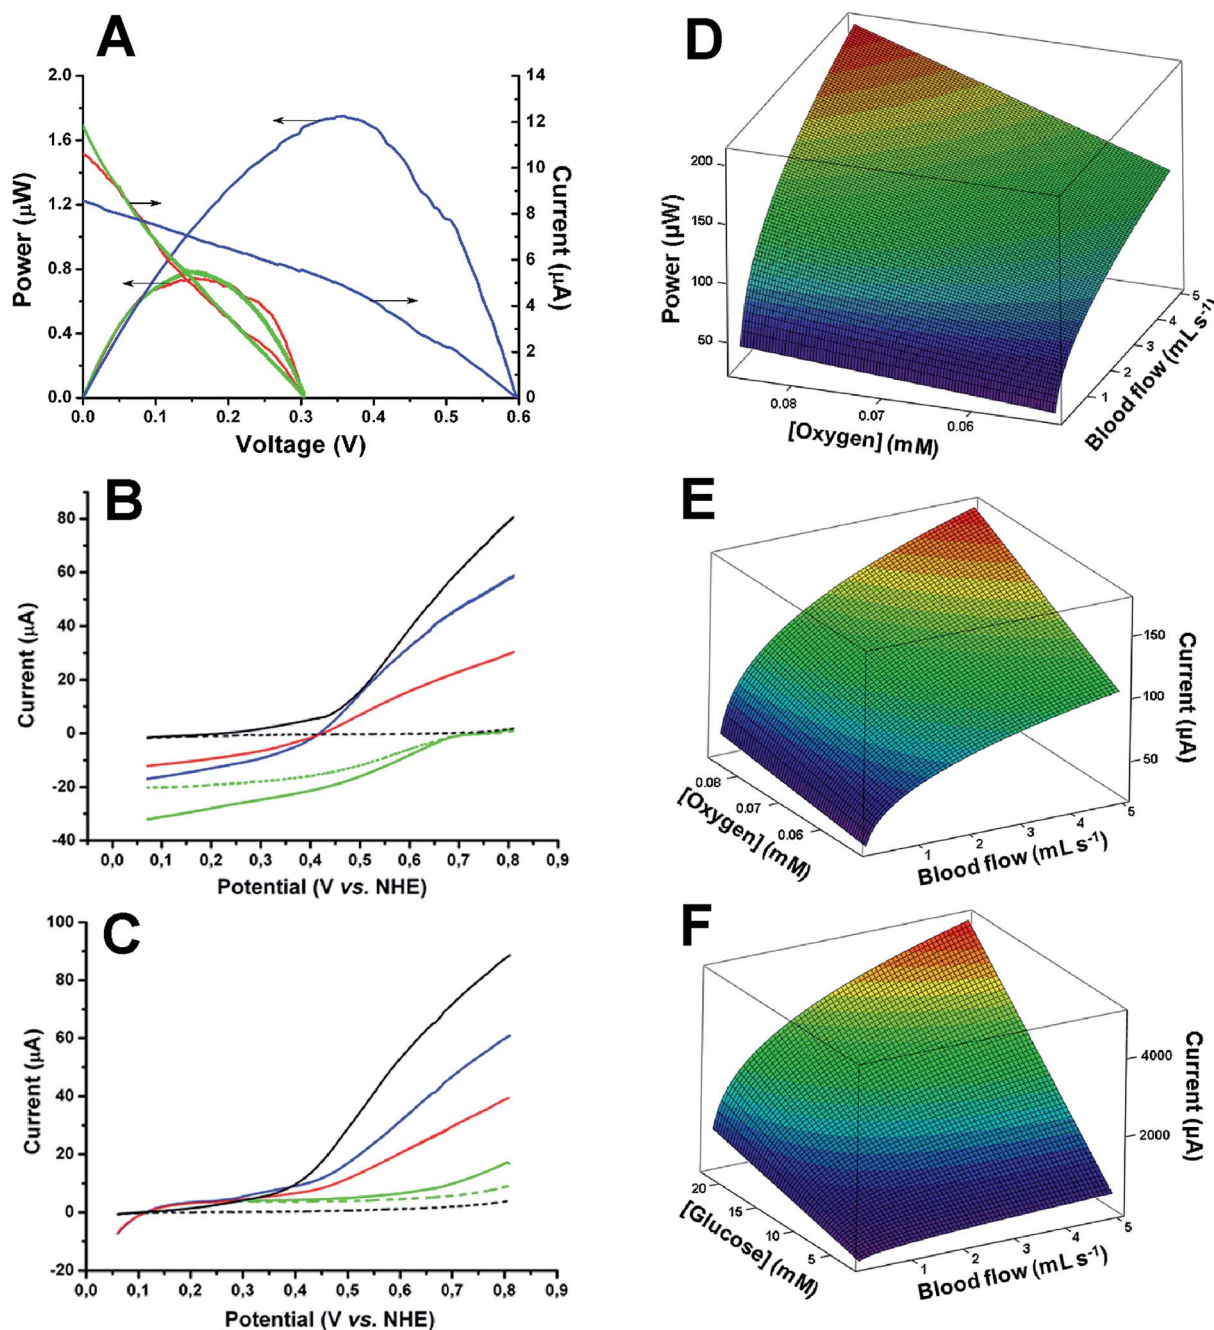 A
2.0
1.6
1.2
0.8
0.4
0.0
Power (μW)
14
12
10
8
6
4
2
0
Current (μA)
0.0 0.1 0.2 0.3 0.4 0.5 0.6
Voltage (V)
D
200
150
100
50
Power (μW)
0.08 0.07 0.06
[Oxygen] (mM)
1 2 3 4 5
Blood flow (mL s⁻¹)
B
80
60
40
20
0
-20
-40
Current (μA)
0,0 0,1 0,2 0,3 0,4 0,5 0,6 0,7 0,8 0,9
Potential (V vs. NHE)
E
150
100
50
Current (μA)
0.08 0.07 0.06
[Oxygen] (mM)
1 2 3 4 5
Blood flow (mL s⁻¹)
C
100
80
60
40
20
0
-20
Current (μA)
0,0 0,1 0,2 0,3 0,4 0,5 0,6 0,7 0,8 0,9
Potential (V vs. NHE)
F
4000
2000
Current (μA)
20 15 10 5
[Glucose] (mM)
1 2 3 4 5
Blood flow (mL s⁻¹)